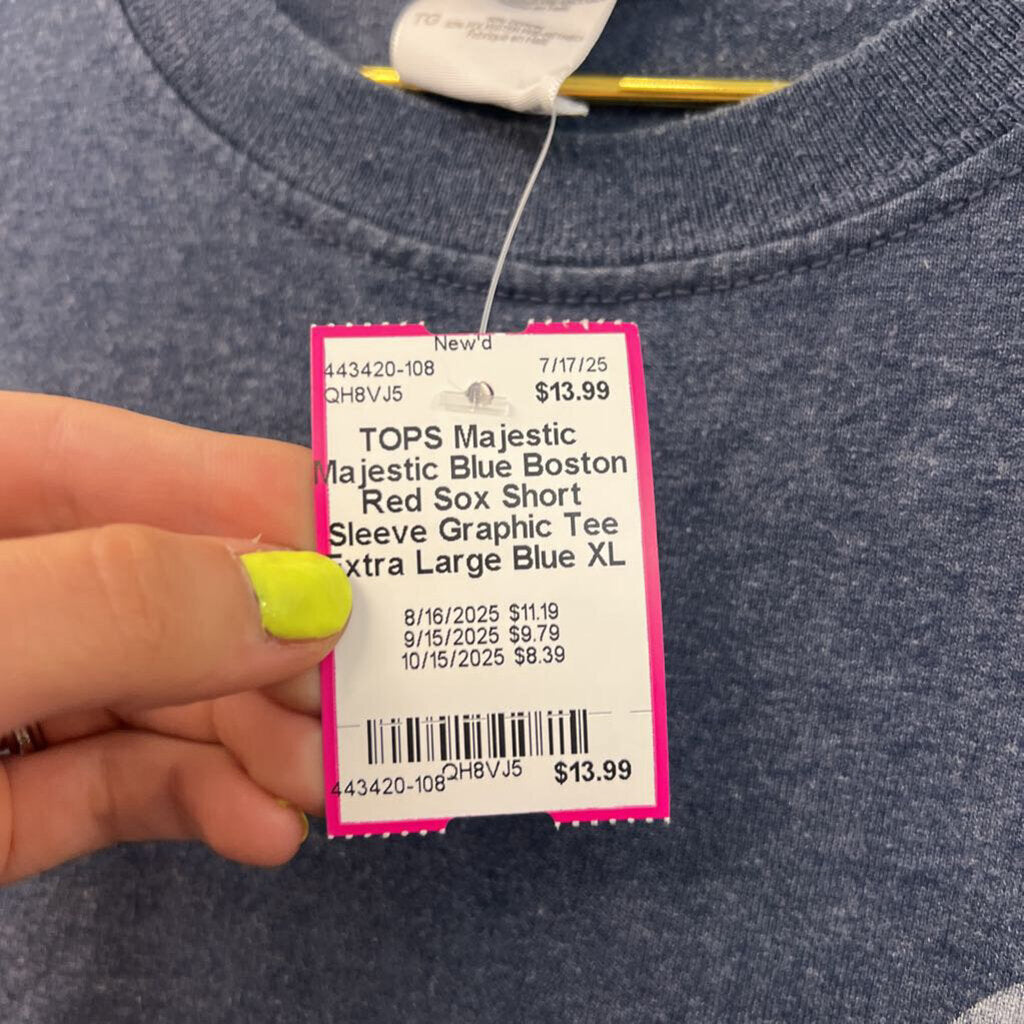 TG
New'd
443420-108 7/17/25
QH8VJ5 $13.99
TOPS Majestic
Majestic Blue Boston
Red Sox Short
Sleeve Graphic Tee
Extra Large Blue XL
8/16/2025 $11.19
9/15/2025 $9.79
10/15/2025 $8.39
443420-108 QH8VJ5 $13.99